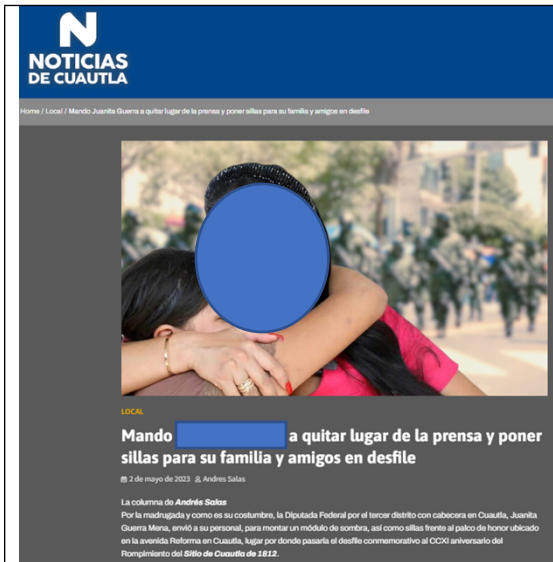 N
NOTICIAS
DE CUAUTLA
Home / Local / Mando Juanita Guerra a quitar lugar de la prensa y poner sillas para su familia y amigos en desfile
LOCAL
Mando a quitar lugar de la prensa y poner
sillas para su familia y amigos en desfile
2 de mayo de 2023 Andres Salas
La columna de Andrés Salas
Por la madrugada y como es su costumbre, la Diputada Federal por el tercer distrito con cabecera en Cuautla, Juanita
Guerra Mena, envió a su personal, para montar un módulo de sombra, así como sillas frente al palco de honor ubicado
en la avenida Reforma en Cuautla, lugar por donde pasaría el desfile conmemorativo al CCXI aniversario del
Rompimiento del Sitio de Cuautla de 1812.